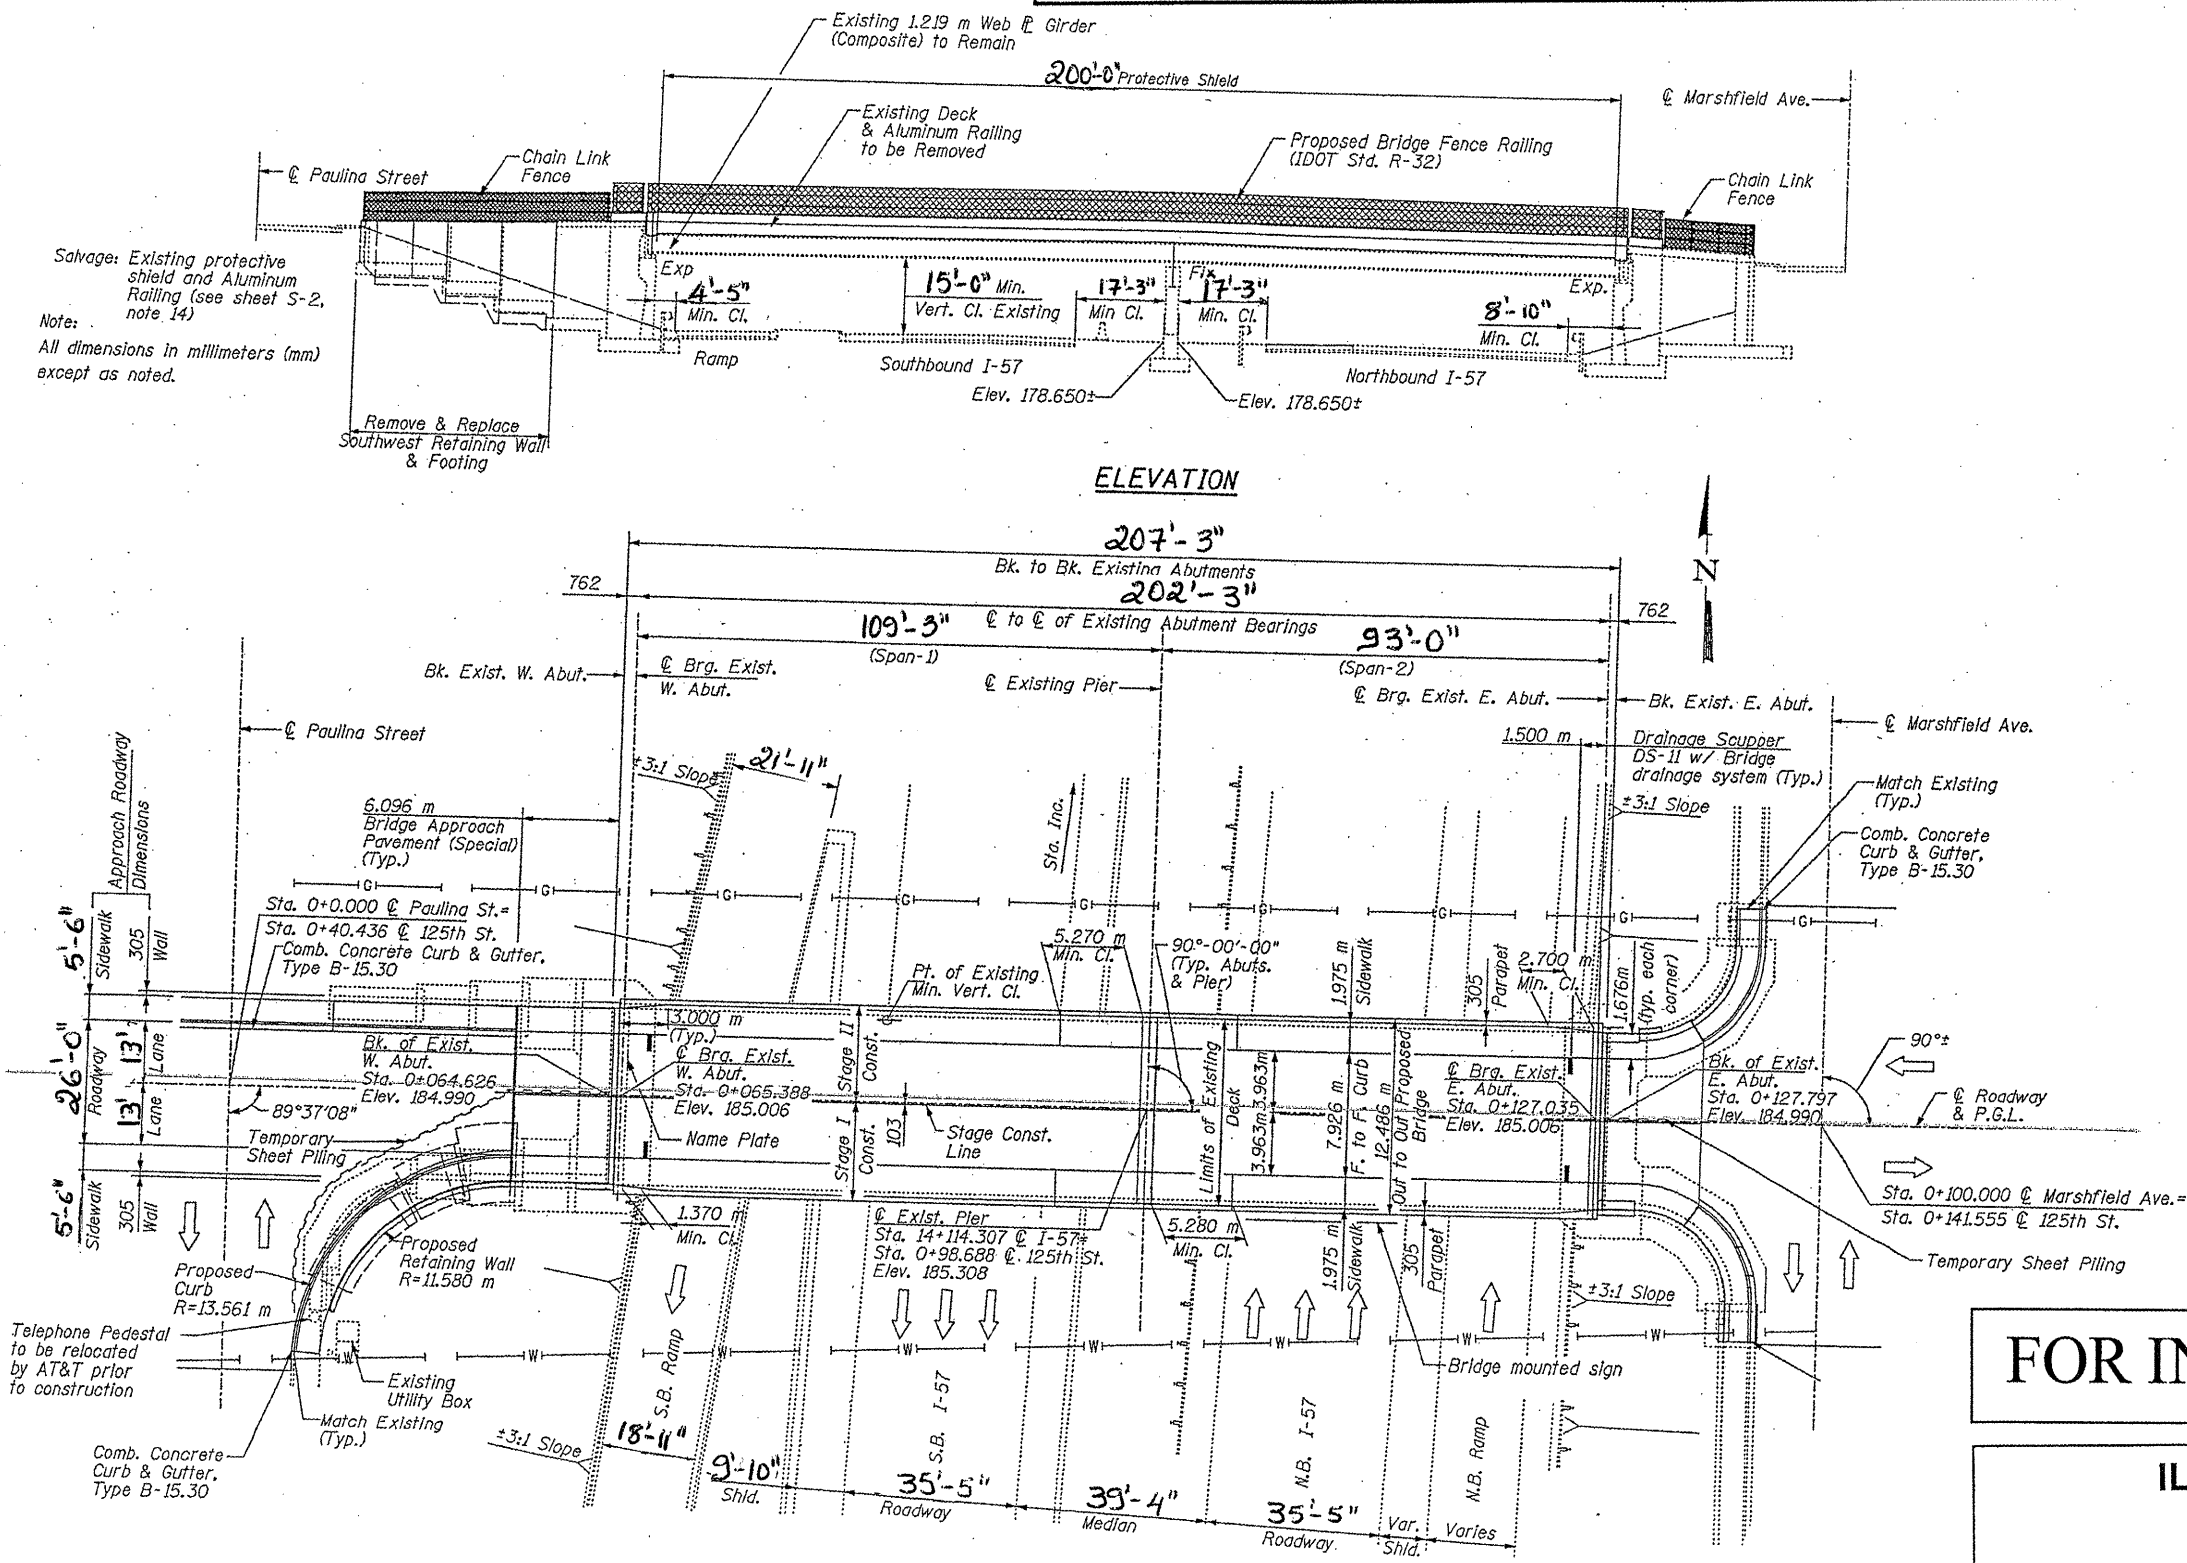 Existing 1.219 m Web ℙ Girder
(Composite) to Remain
200'-0" Protective Shield
℄ Marshfield Ave.
Existing Deck
& Aluminum Railing
to be Removed
Proposed Bridge Fence Railing
(IDOT Std. R-32)
Chain Link
Fence
℄ Paulina Street
Chain Link
Fence
Salvage: Existing protective
shield and Aluminum
Railing (see sheet S-2,
note 14)
Note:
All dimensions in millimeters (mm)
except as noted.
Exp
4'-5"
Min. Cl.
15'-0" Min.
Vert. Cl. Existing
17'-3"
Min Cl.
Fix
17'-3"
Min. Cl.
Exp.
8'-10"
Min. Cl.
Ramp
Southbound I-57
Northbound I-57
Elev. 178.650±
Elev. 178.650±
Remove & Replace
Southwest Retaining Wall
& Footing
ELEVATION
207'-3"
Bk. to Bk. Existing Abutments
762
202'-3"
762
℄ to ℄ of Existing Abutment Bearings
109'-3"
(Span-1)
93'-0"
(Span-2)
N
Bk. Exist. W. Abut.
℄ Brg. Exist.
W. Abut.
℄ Existing Pier
℄ Brg. Exist. E. Abut.
Bk. Exist. E. Abut.
℄ Paulina Street
℄ Marshfield Ave.
1.500 m
Drainage Scupper
DS-11 w/ Bridge
drainage system (Typ.)
±3:1 Slope
21'-11"
Match Existing
(Typ.)
±3:1 Slope
Approach Roadway
Dimensions
6.096 m
Bridge Approach
Pavement (Special)
(Typ.)
Sta. Inc.
Comb. Concrete
Curb & Gutter,
Type B-15.30
G G G G G G G G G
5'-6"
Sidewalk
305
Wall
Sta. 0+0.000 ℄ Paulina St.=
Sta. 0+40.436 ℄ 125th St.
Comb. Concrete Curb & Gutter,
Type B-15.30
Pt. of Existing
Min. Vert. Cl.
5.270 m
Min. Cl.
90°-00'-00"
(Typ. Abuts.
& Pier)
1.975 m
Sidewalk
305
Parapet
2.700 m
Min. Cl.
1.676m
(typ. each
corner)
26'-0"
Roadway
13'
Lane
13'
Lane
3.000 m
(Typ.)
Bk. of Exist.
W. Abut.
Sta. 0+064.626
Elev. 184.990
℄ Brg. Exist.
W. Abut.
Sta. 0+065.388
Elev. 185.006
Stage II
Const.
Stage I
Const.
103
Stage Const.
Line
Limits of Existing
Deck
3.963m
3.963m
7.926 m
F. to F. Curb
12.486 m
Out to Out Proposed
Bridge
℄ Brg. Exist.
E. Abut.
Sta. 0+127.035
Elev. 185.006
Bk. of Exist.
E. Abut.
Sta. 0+127.797
Elev. 184.990
90°±
℄ Roadway
& P.G.L.
89°37'08"
Name Plate
Temporary
Sheet Piling
5'-6"
Sidewalk
305
Wall
1.370 m
Min. Cl.
℄ Exist. Pier
Sta. 14+114.307 ℄ I-57=
Sta. 0+98.688 ℄ 125th St.
Elev. 185.308
5.280 m
Min. Cl.
1.975 m
Sidewalk
305
Parapet
Sta. 0+100.000 ℄ Marshfield Ave.=
Sta. 0+141.555 ℄ 125th St.
Temporary Sheet Piling
Proposed
Retaining Wall
R=11.580 m
Proposed
Curb
R=13.561 m
±3:1 Slope
Telephone Pedestal
to be relocated
by AT&T prior
to construction
W W W W W W W W
Bridge mounted sign
Existing
Utility Box
Match Existing
(Typ.)
Comb. Concrete
Curb & Gutter,
Type B-15.30
±3:1 Slope
S.B. Ramp
18'-11"
9'-10"
Shld.
S.B. I-57
35'-5"
Roadway
39'-4"
Median
N.B. I-57
35'-5"
Roadway
Var.
Shld.
N.B. Ramp
Varies
FOR IN
IL